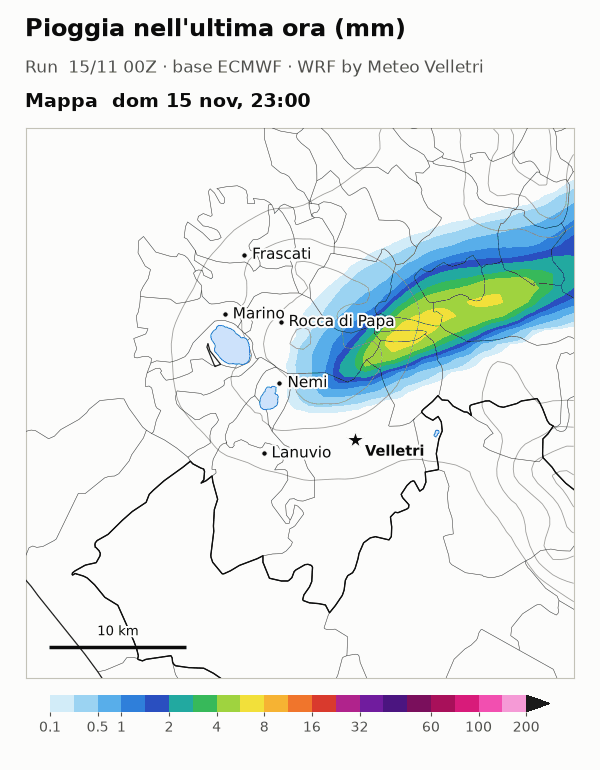 Pioggia nell'ultima ora (mm)
Run  15/11 00Z · base ECMWF · WRF by Meteo Velletri
Mappa  dom 15 nov, 23:00
Frascati
Marino
Rocca di Papa
Nemi
Velletri
Lanuvio
10 km
0.1 0.5 1 2 4 8 16 32 60 100 200